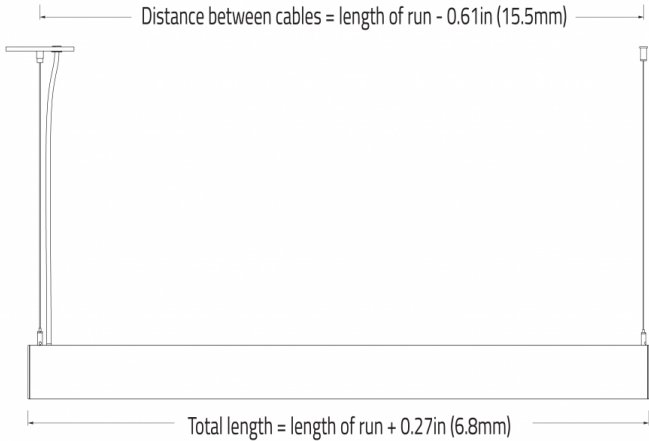 Distance between cables = length of run - 0.61in (15.5mm)
Total length = length of run + 0.27in (6.8mm)